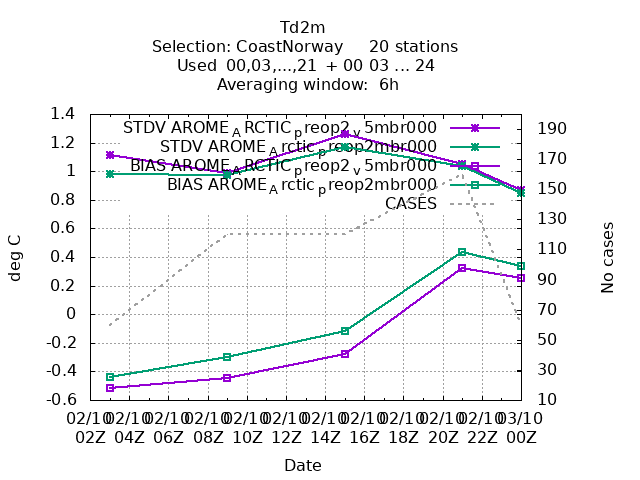 Td2m
Selection: CoastNorway 20 stations
Used 00,03,...,21 + 00 03 ... 24
Averaging window: 6h
STDV AROME_ARCTIC_preop2_v5mbr000
STDV AROME_Arctic_preop2mbr000
BIAS AROME_ARCTIC_preop2_v5mbr000
BIAS AROME_Arctic_preop2mbr000
CASES
deg C
1.4
1.2
1
0.8
0.6
0.4
0.2
0
-0.2
-0.4
-0.6
190
170
150
130
110
90
70
50
30
10
No cases
02/10 02/10 02/10 02/10 02/10 02/10 02/10 02/10 02/10 02/10 02/10 03/10
02Z 04Z 06Z 08Z 10Z 12Z 14Z 16Z 18Z 20Z 22Z 00Z
Date